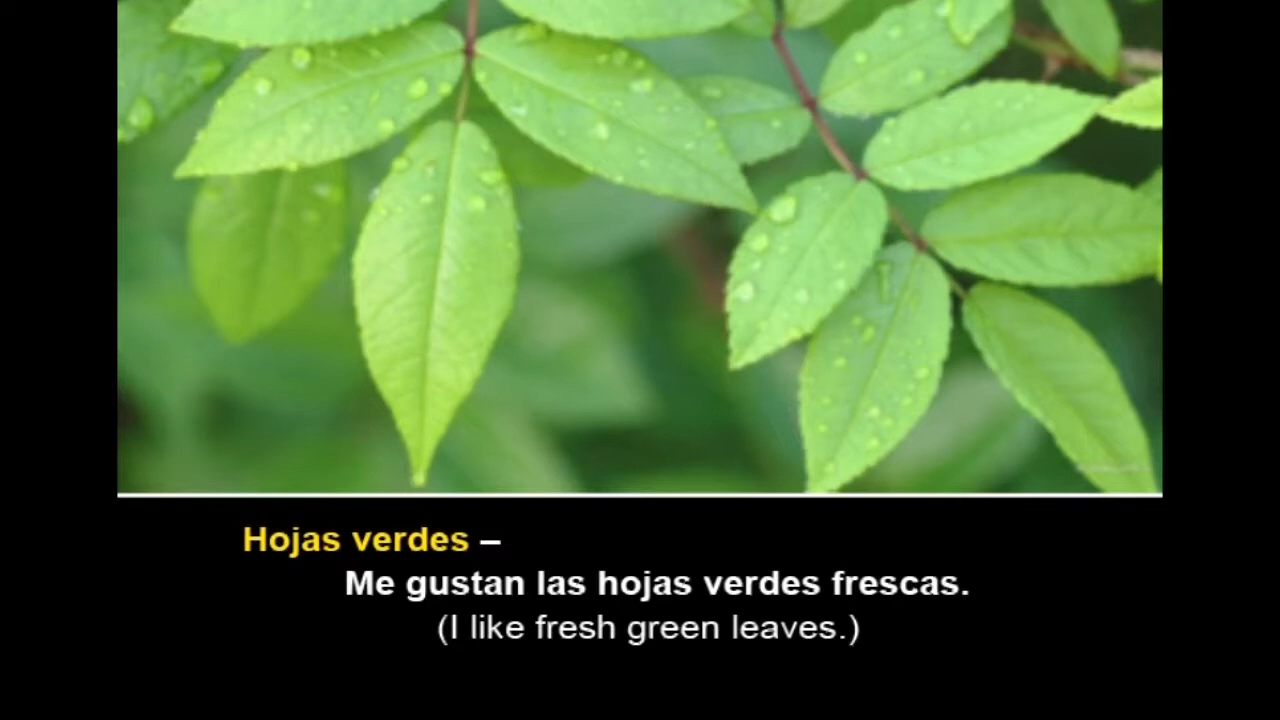 Hojas verdes –
Me gustan las hojas verdes frescas.
(I like fresh green leaves.)